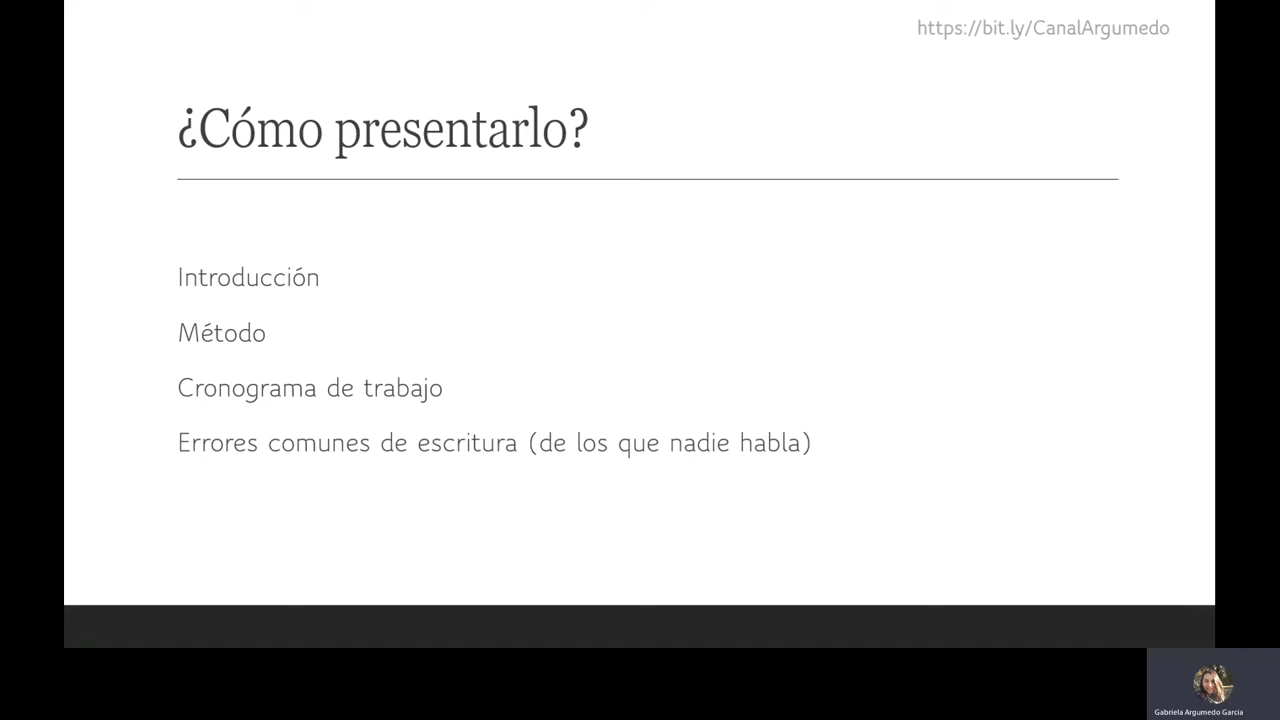 https://bit.ly/CanalArgumedo
¿Cómo presentarlo?
Introducción
Método
Cronograma de trabajo
Errores comunes de escritura (de los que nadie habla)
Gabriela Argumedo Garcia